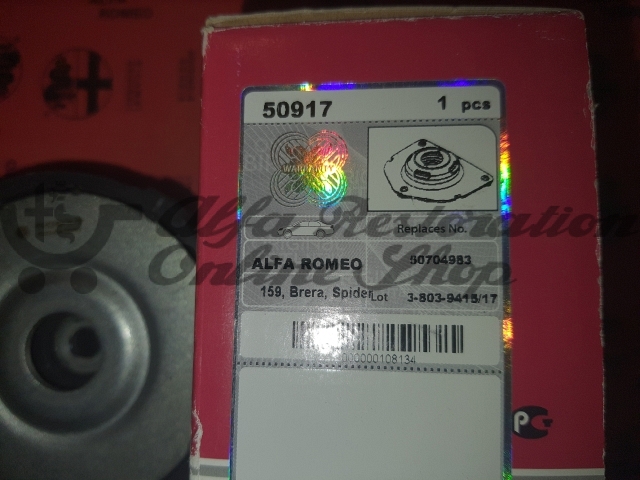 50917 1 pcs
Replaces No.
ALFA ROMEO 50704983
159, Brera, Spider Lot 3-803-9415/17
000000108134
Alfa Restoration
Online Shop